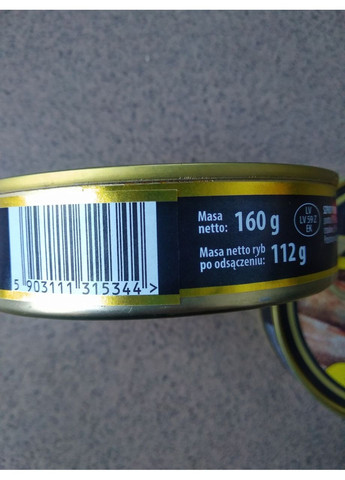 Masa
netto: 160 g
LV
LV 59 Z
EK
Masa netto ryb
po odsączeniu: 112 g
5 903111 315344 >